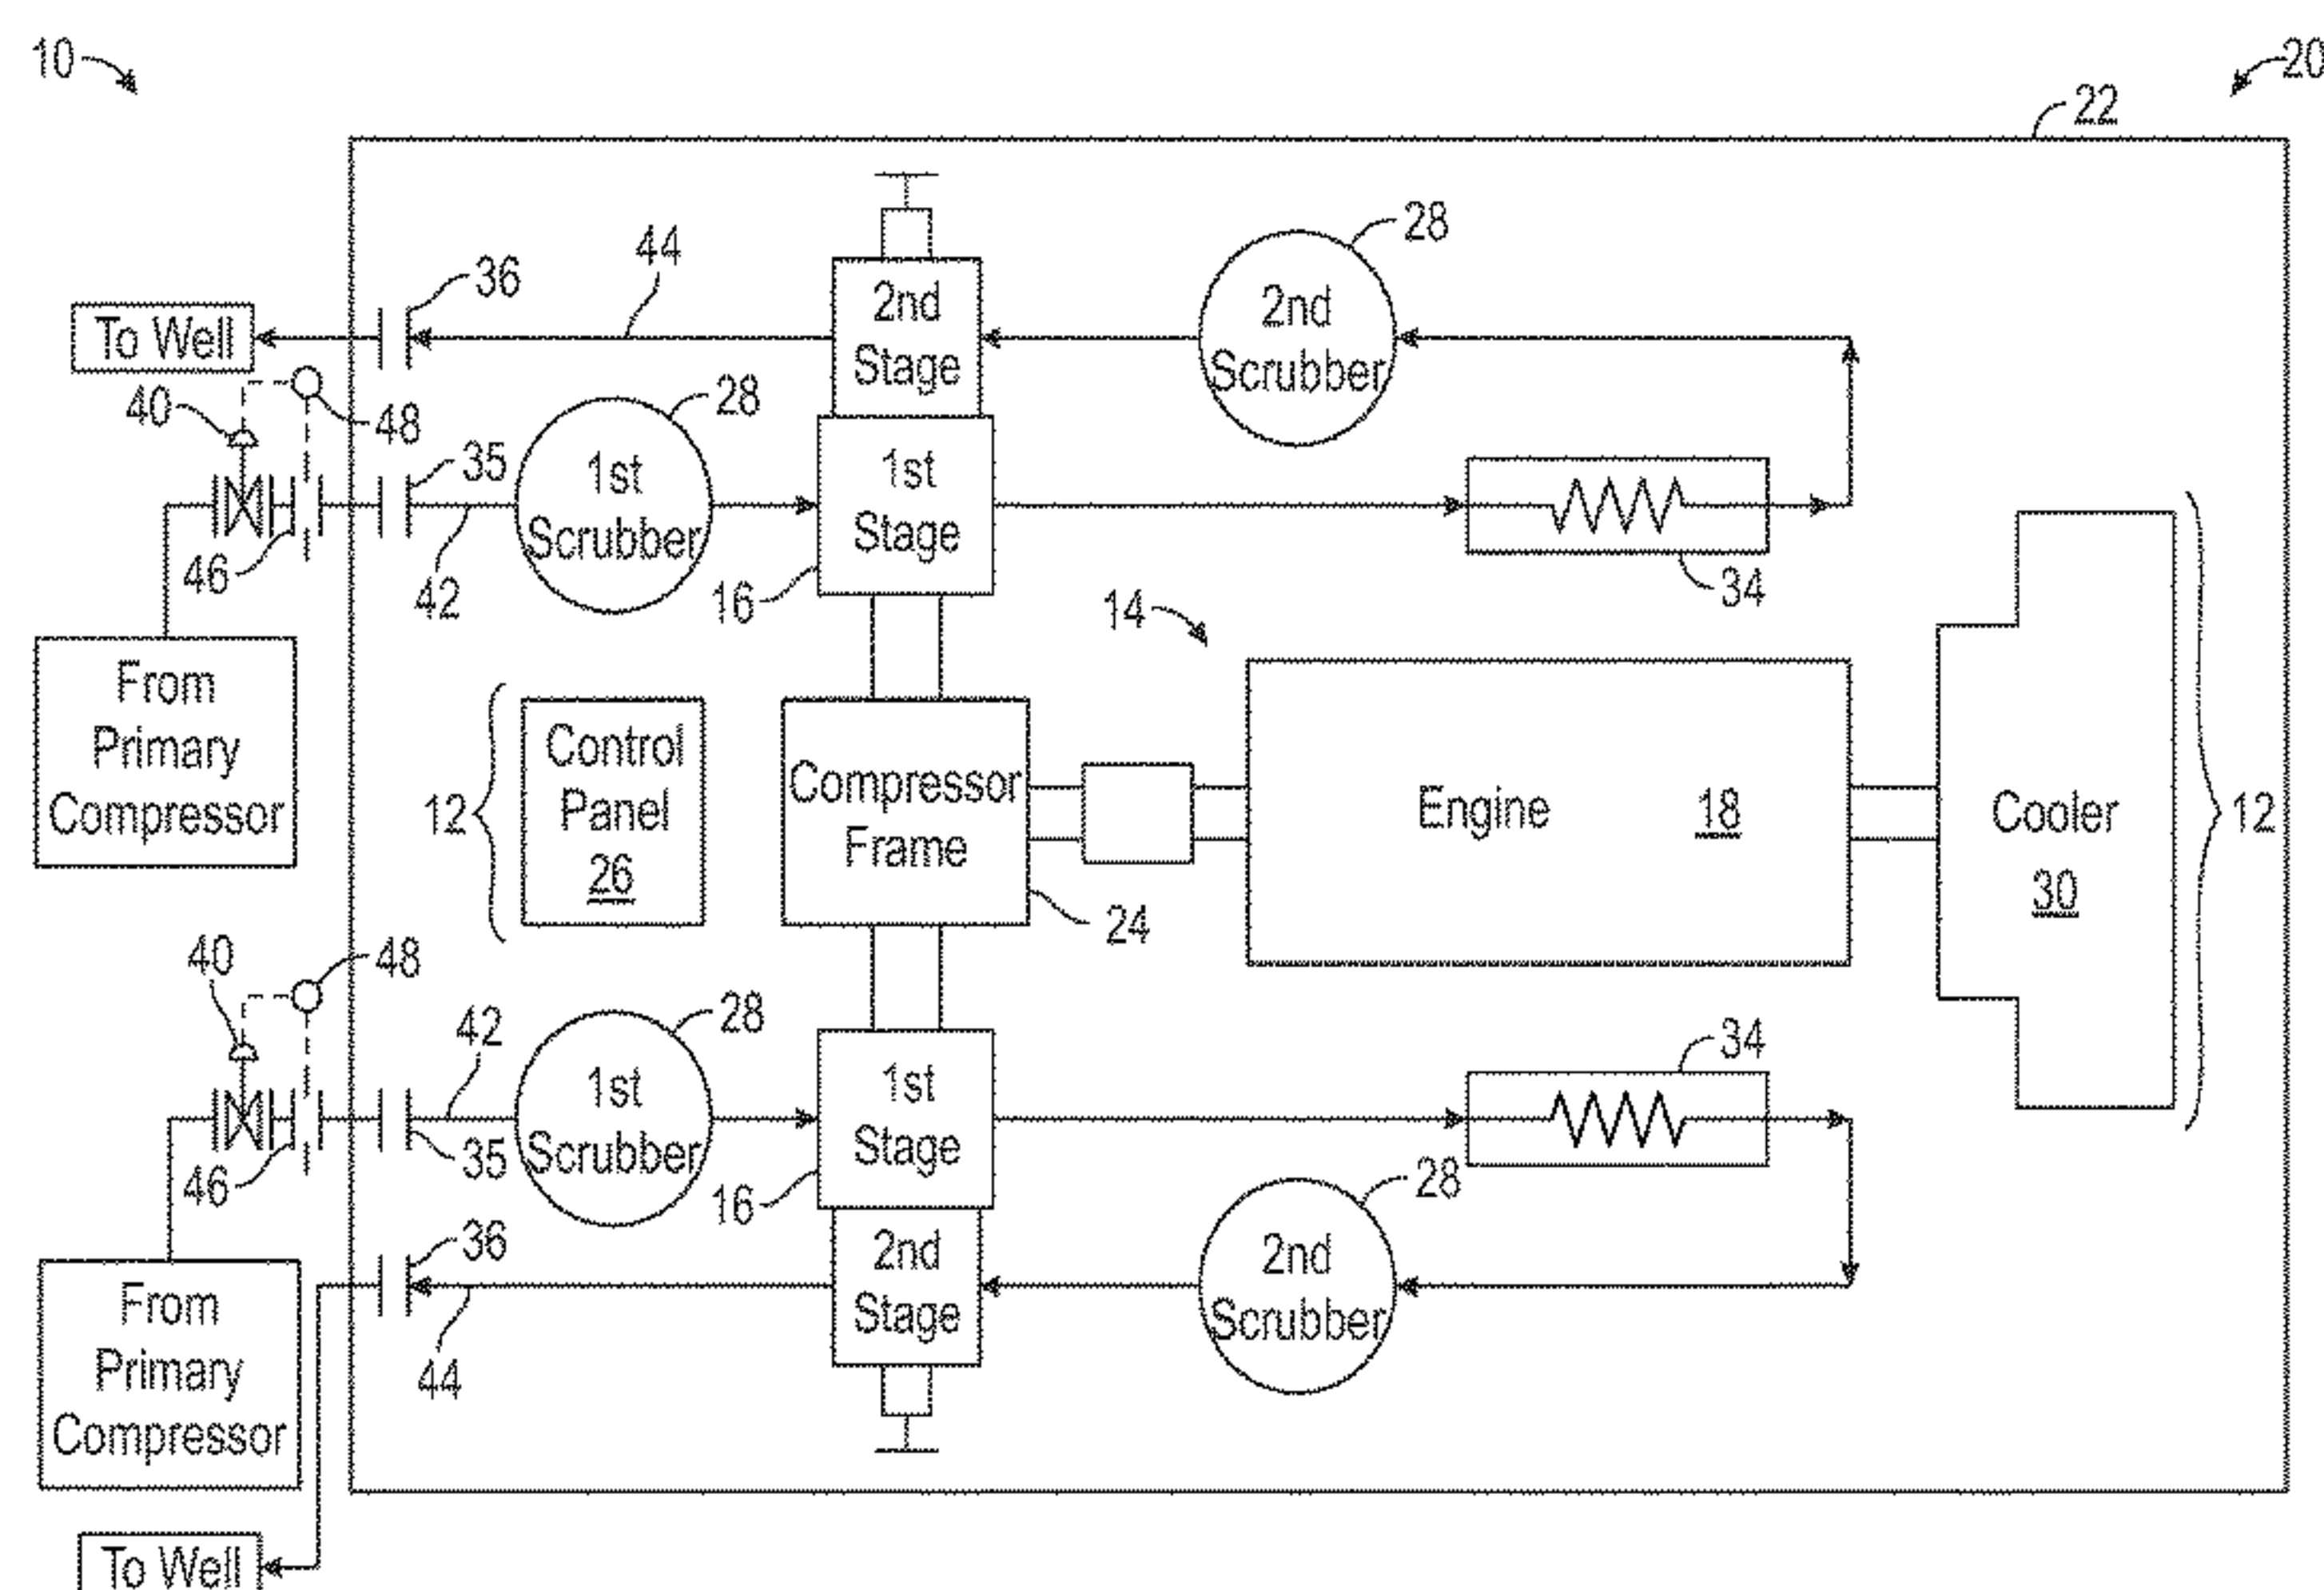 10
20
22
28
44
36
2nd
Stage
2nd
Scrubber
To Well
40
48
28
35
1st
Scrubber
1st
Stage
46
42
16
34
14
From
Primary
Compressor
12
Control
Panel
26
Compressor
Frame
24
Engine 18
Cooler
30
12
40
48
42
28
34
1st
Scrubber
1st
Stage
46
35
16
28
36
2nd
Stage
2nd
Scrubber
44
From
Primary
Compressor
To Well